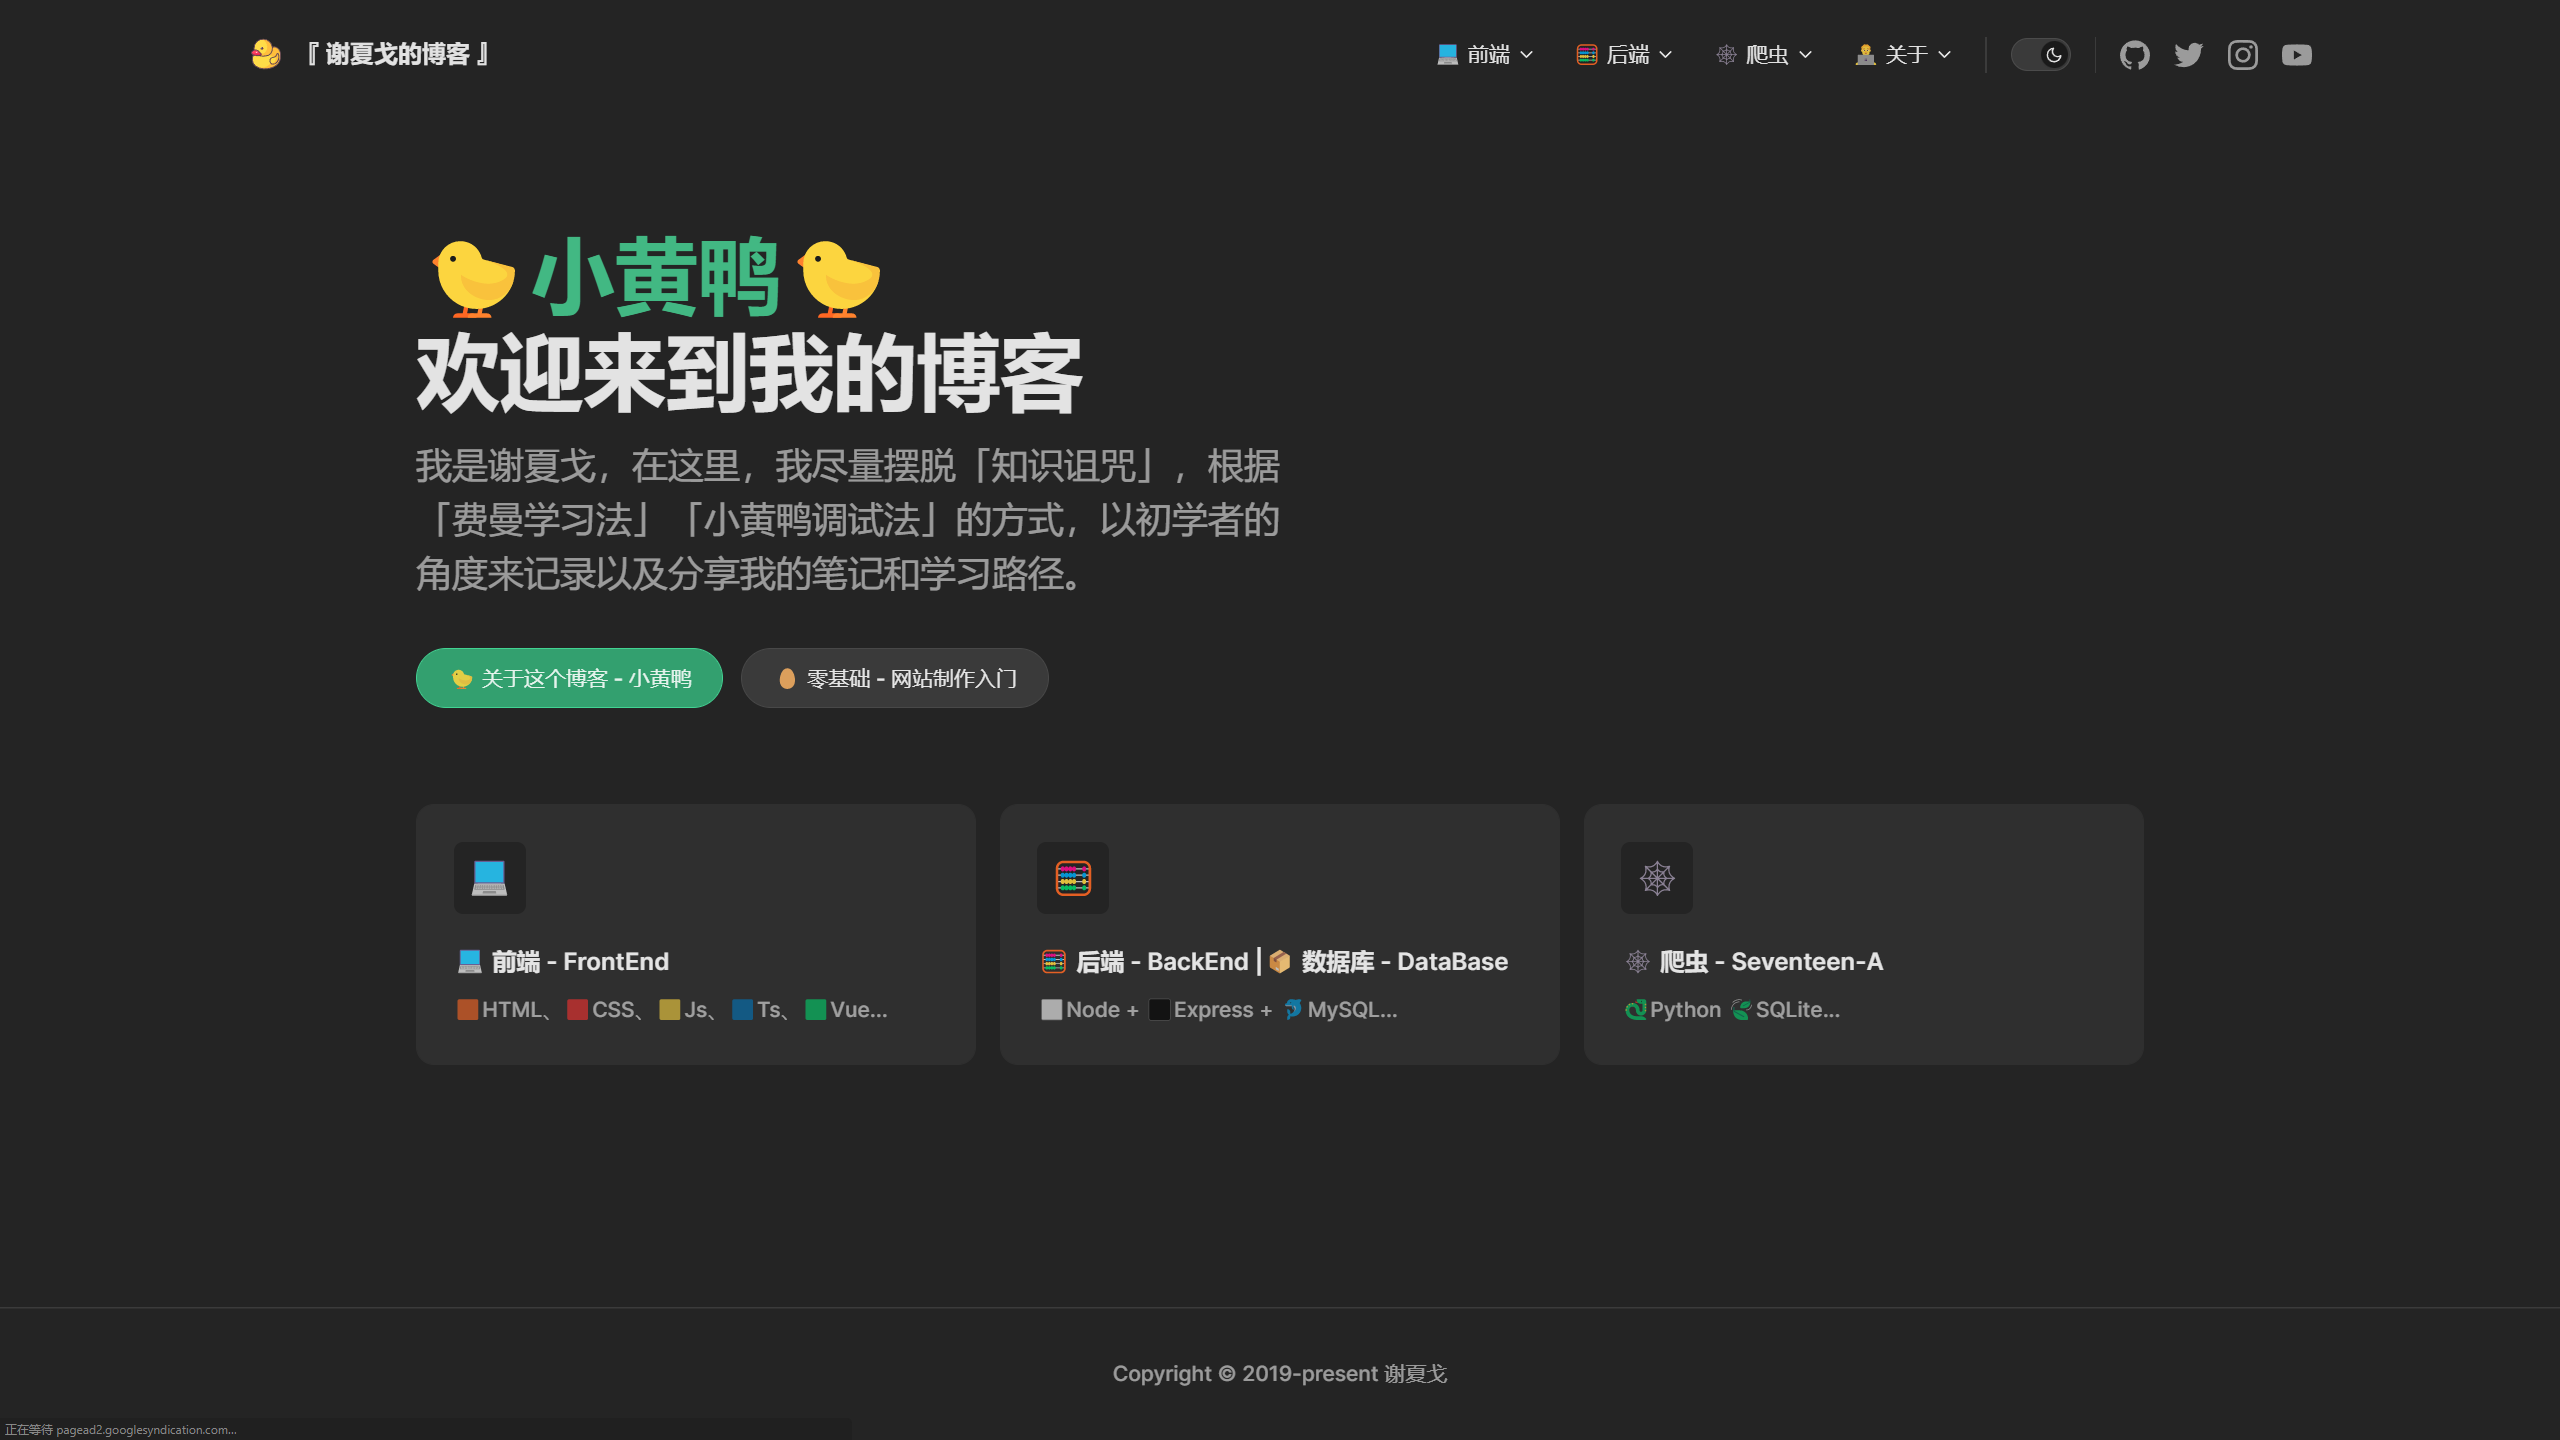 『 谢夏戈的博客 』
前端
后端
爬虫
关于
小黄鸭
欢迎来到我的博客
我是谢夏戈，在这里，我尽量摆脱「知识诅咒」，根据
「费曼学习法」「小黄鸭调试法」的方式，以初学者的
角度来记录以及分享我的笔记和学习路径。
关于这个博客 - 小黄鸭
零基础 - 网站制作入门
前端 - FrontEnd
HTML、CSS、Js、Ts、Vue...
后端 - BackEnd | 数据库 - DataBase
Node + Express + MySQL...
爬虫 - Seventeen-A
Python SQLite...
Copyright © 2019-present 谢夏戈
正在等待 pagead2.googlesyndication.com...